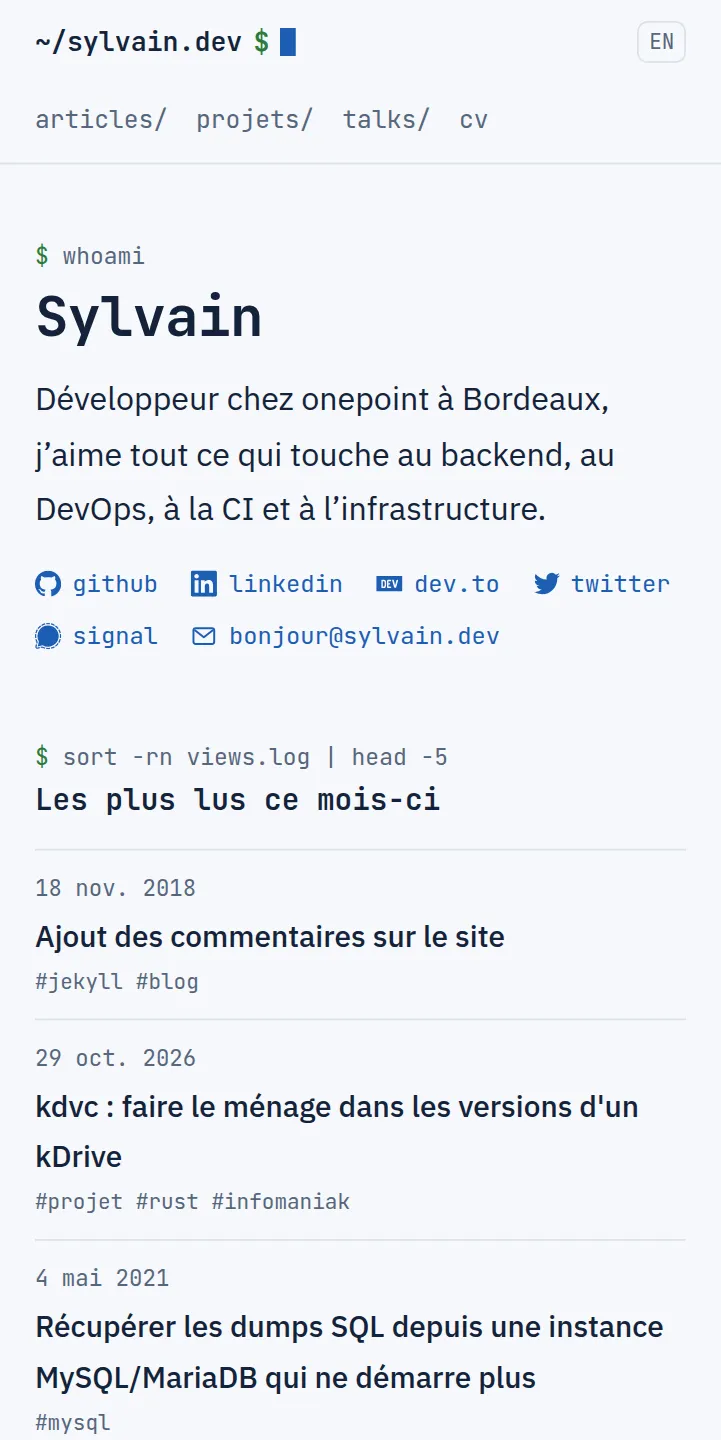 ~/sylvain.dev $
EN
articles/ projets/ talks/ cv
$ whoami
Sylvain
Développeur chez onepoint à Bordeaux,
j’aime tout ce qui touche au backend, au
DevOps, à la CI et à l’infrastructure.
github linkedin DEV dev.to twitter
signal bonjour@sylvain.dev
$ sort -rn views.log | head -5
Les plus lus ce mois-ci
18 nov. 2018
Ajout des commentaires sur le site
#jekyll #blog
29 oct. 2026
kdvc : faire le ménage dans les versions d'un
kDrive
#projet #rust #infomaniak
4 mai 2021
Récupérer les dumps SQL depuis une instance
MySQL/MariaDB qui ne démarre plus
#mysql